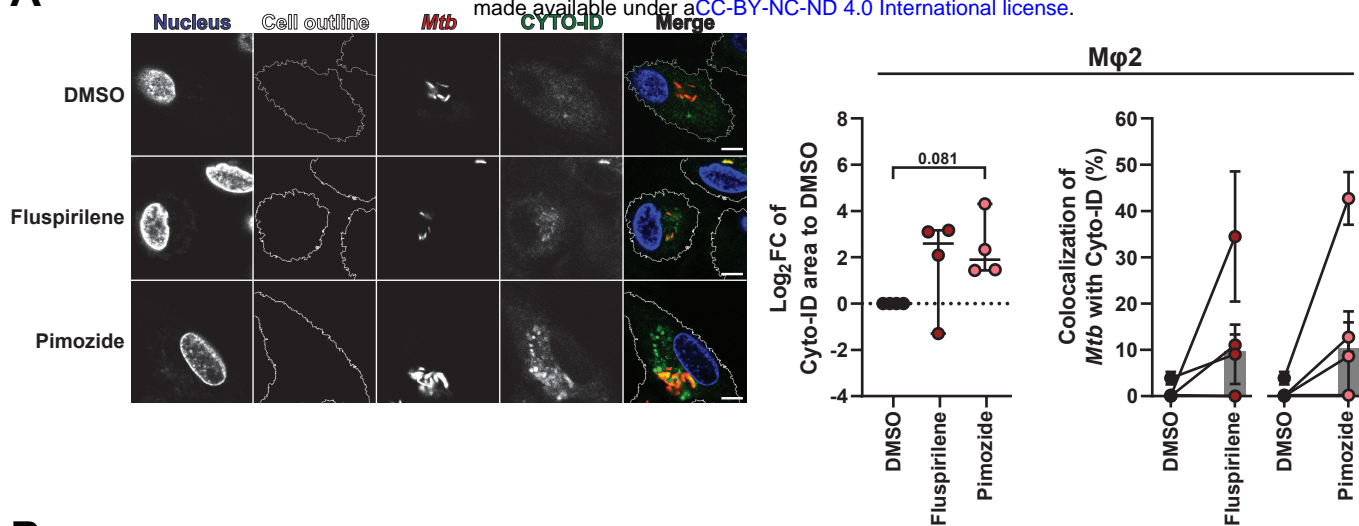 made available under aCC-BY-NC-ND 4.0 International license.
Nucleus Cell outline Mtb CYTO-ID Merge
DMSO
Fluspirilene
Pimozide
Mφ2
Log2FC of
Cyto-ID area to DMSO
8
6
4
2
0
-2
-4
0.081
DMSO
Fluspirilene
Pimozide
Colocalization of
Mtb with Cyto-ID (%)
60
50
40
30
20
10
0
DMSO
Fluspirilene
DMSO
Pimozide